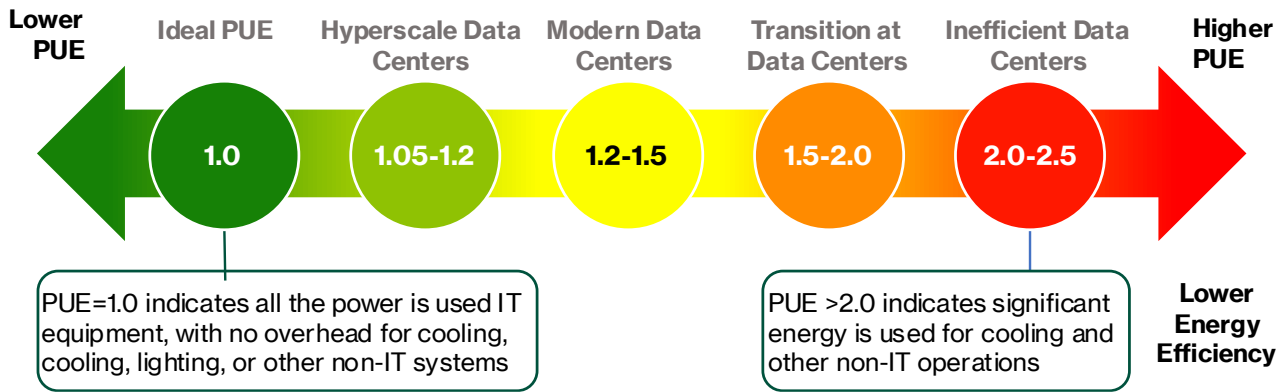 Lower
PUE
Ideal PUE
Hyperscale Data
Centers
Modern Data
Centers
Transition at
Data Centers
Inefficient Data
Centers
Higher
PUE
1.0
1.05-1.2
1.2-1.5
1.5-2.0
2.0-2.5
PUE=1.0 indicates all the power is used IT
equipment, with no overhead for cooling,
cooling, lighting, or other non-IT systems
PUE >2.0 indicates significant
energy is used for cooling and
other non-IT operations
Lower
Energy
Efficiency